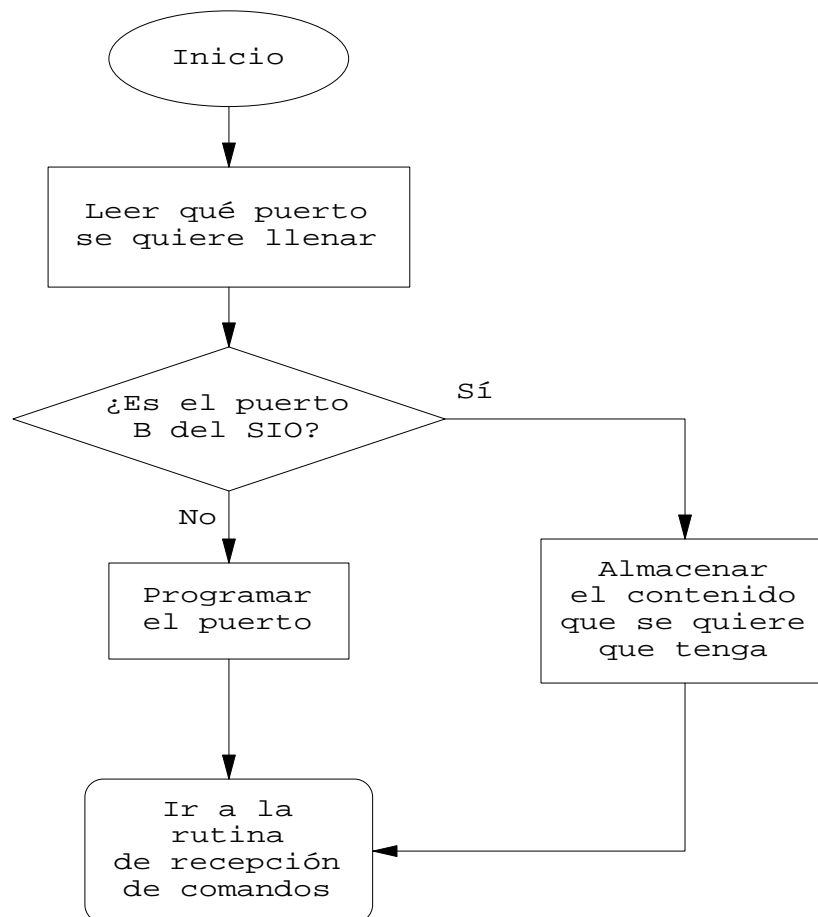 Inicio
Leer qué puerto
se quiere llenar
¿Es el puerto
B del SIO?
Sí
No
Programar
el puerto
Almacenar
el contenido
que se quiere
que tenga
Ir a la
rutina
de recepción
de comandos